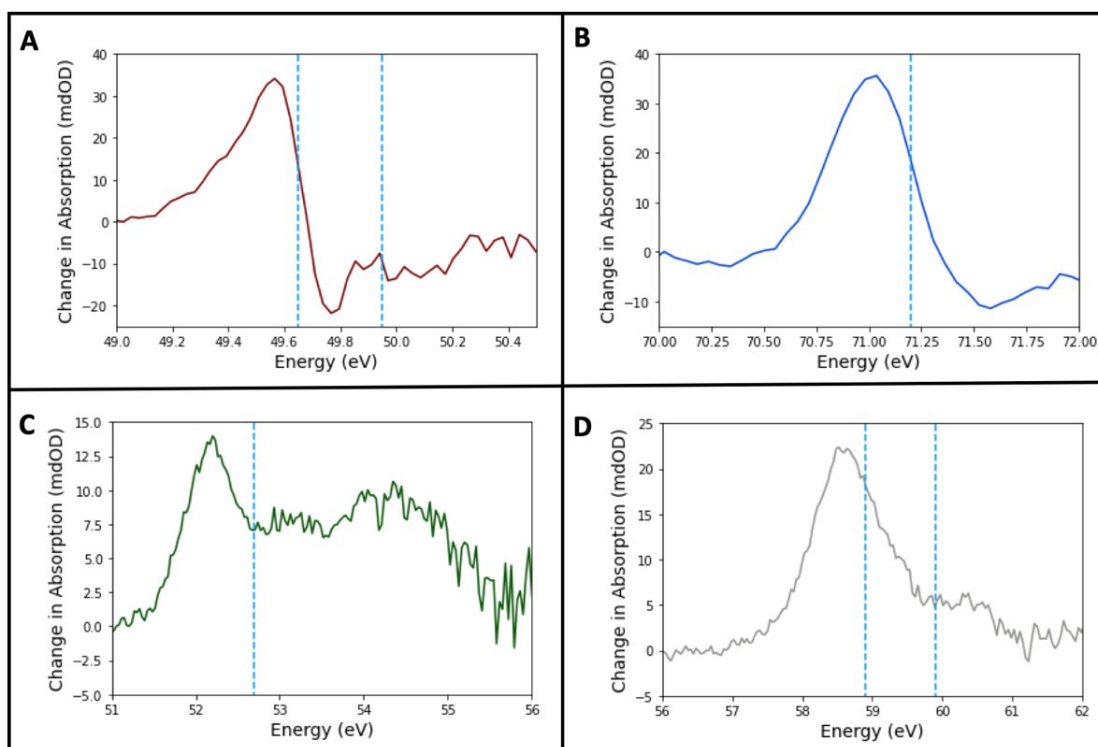 A
Change in Absorption (mdOD)
40
30
20
10
0
−10
−20
49.0 49.2 49.4 49.6 49.8 50.0 50.2 50.4
Energy (eV)
B
Change in Absorption (mdOD)
40
30
20
10
0
−10
70.00 70.25 70.50 70.75 71.00 71.25 71.50 71.75 72.00
Energy (eV)
C
Change in Absorption (mdOD)
15.0
12.5
10.0
7.5
5.0
2.5
0.0
−2.5
−5.0
51 52 53 54 55 56
Energy (eV)
D
Change in Absorption (mdOD)
25
20
15
10
5
0
−5
56 57 58 59 60 61 62
Energy (eV)